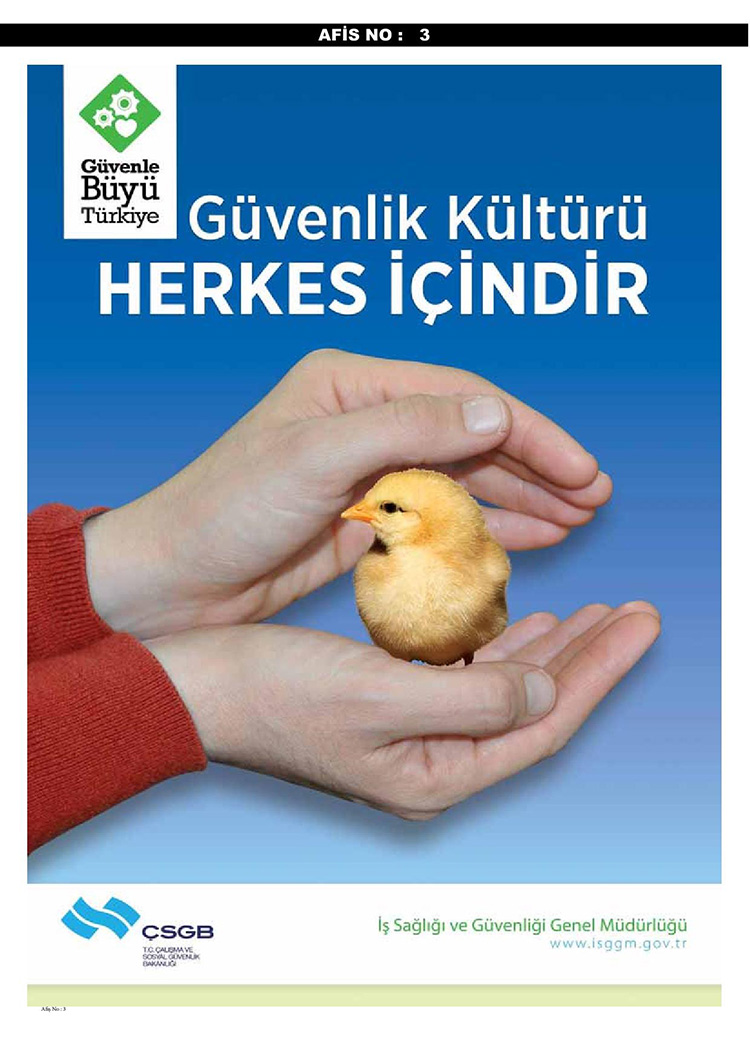 AFİS NO : 3
Güvenle
Büyü
Türkiye
Güvenlik Kültürü
HERKES İÇİNDİR
ÇSGB
T.C. ÇALIŞMA VE
SOSYAL GÜVENLİK
BAKANLIĞI
İş Sağlığı ve Güvenliği Genel Müdürlüğü
www.isggm.gov.tr
Afiş No : 3